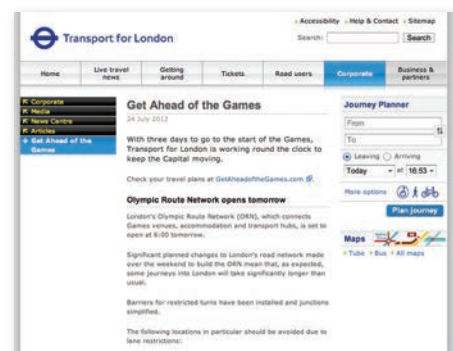 Accessibility Help & Contact Sitemap
Transport for London
Search: Search
Home Live travel news Getting around Tickets Road users Corporate Business & partners
Corporate
Media
News Centre
Articles
Get Ahead of the
Games
Get Ahead of the Games
24 July 2012
With three days to go to the start of the Games,
Transport for London is working round the clock to
keep the Capital moving.
Check your travel plans at GetAheadoftheGames.com
Olympic Route Network opens tomorrow
London's Olympic Route Network (ORN), which connects
Games venues, accommodation and transport hubs, is set to
open at 6:00 tomorrow.
Significant planned changes to London's road network made
over the weekend to build the ORN mean that, as expected,
some journeys into London will take significantly longer than
usual.
Barriers for restricted turns have been installed and junctions
simplified.
The following locations in particular should be avoided due to
lane restrictions:
Journey Planner
From
To
Leaving Arriving
Today at 16:53
More options
Plan journey
Maps
Tube Bus All maps